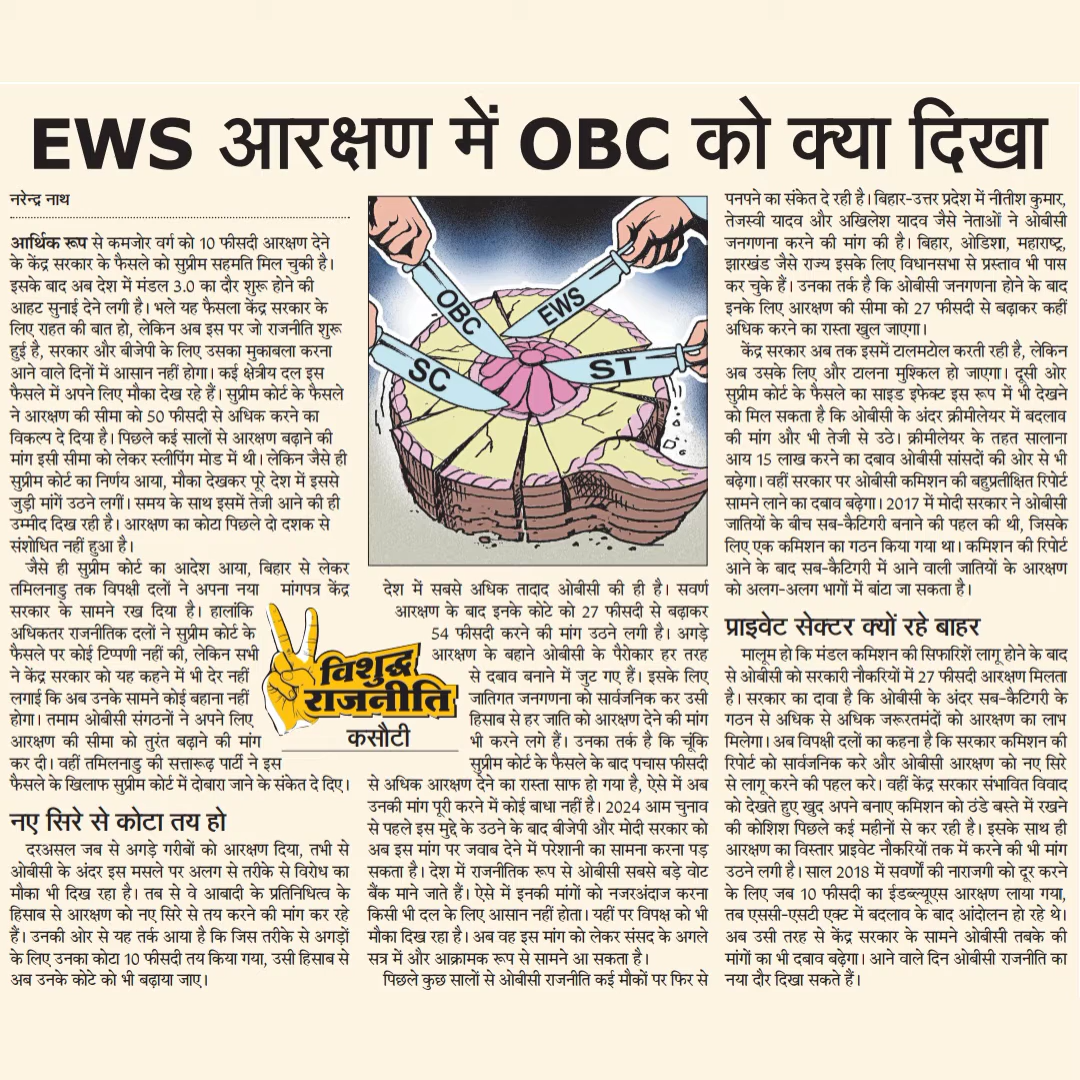 EWS आरक्षण में OBC को क्या दिखा
नरेन्द्र नाथ
आर्थिक रूप से कमजोर वर्ग को 10 फीसदी आरक्षण देने
के केंद्र सरकार के फैसले को सुप्रीम सहमति मिल चुकी है।
इसके बाद अब देश में मंडल 3.0 का दौर शुरू होने की
आहट सुनाई देने लगी है। भले यह फैसला केंद्र सरकार के
लिए राहत की बात हो, लेकिन अब इस पर जो राजनीति शुरू
हुई है, सरकार और बीजेपी के लिए उसका मुकाबला करना
आने वाले दिनों में आसान नहीं होगा। कई क्षेत्रीय दल इस
फैसले में अपने लिए मौका देख रहे हैं। सुप्रीम कोर्ट के फैसले
ने आरक्षण की सीमा को 50 फीसदी से अधिक करने का
विकल्प दे दिया है। पिछले कई सालों से आरक्षण बढ़ाने की
मांग इसी सीमा को लेकर स्लीपिंग मोड में थी। लेकिन जैसे ही
सुप्रीम कोर्ट का निर्णय आया, मौका देखकर पूरे देश में इससे
जुड़ी मांगें उठने लगीं। समय के साथ इसमें तेजी आने की ही
उम्मीद दिख रही है। आरक्षण का कोटा पिछले दो दशक से
संशोधित नहीं हुआ है।
जैसे ही सुप्रीम कोर्ट का आदेश आया, बिहार से लेकर
तमिलनाडु तक विपक्षी दलों ने अपना नया मांगपत्र केंद्र
सरकार के सामने रख दिया है। हालांकि
अधिकतर राजनीतिक दलों ने सुप्रीम कोर्ट के
फैसले पर कोई टिप्पणी नहीं की, लेकिन सभी
ने केंद्र सरकार को यह कहने में भी देर नहीं
लगाई कि अब उनके सामने कोई बहाना नहीं
होगा। तमाम ओबीसी संगठनों ने अपने लिए
आरक्षण की सीमा को तुरंत बढ़ाने की मांग
कर दी। वहीं तमिलनाडु की सत्तारूढ़ पार्टी ने इस
फैसले के खिलाफ सुप्रीम कोर्ट में दोबारा जाने के संकेत दे दिए।
नए सिरे से कोटा तय हो
दरअसल जब से अगड़े गरीबों को आरक्षण दिया, तभी से
ओबीसी के अंदर इस मसले पर अलग से तरीके से विरोध का
मौका भी दिख रहा है। तब से वे आबादी के प्रतिनिधित्व के
हिसाब से आरक्षण को नए सिरे से तय करने की मांग कर रहे
हैं। उनकी ओर से यह तर्क आया है कि जिस तरीके से अगड़ों
के लिए उनका कोटा 10 फीसदी तय किया गया, उसी हिसाब से
अब उनके कोटे को भी बढ़ाया जाए।
OBC
EWS
SC
ST
विशुद्ध
राजनीति
कसौटी
देश में सबसे अधिक तादाद ओबीसी की ही है। सवर्ण
आरक्षण के बाद इनके कोटे को 27 फीसदी से बढ़ाकर
54 फीसदी करने की मांग उठने लगी है। अगड़े
आरक्षण के बहाने ओबीसी के पैरोकार हर तरह
से दबाव बनाने में जुट गए हैं। इसके लिए
जातिगत जनगणना को सार्वजनिक कर उसी
हिसाब से हर जाति को आरक्षण देने की मांग
भी करने लगे हैं। उनका तर्क है कि चूंकि
सुप्रीम कोर्ट के फैसले के बाद पचास फीसदी
से अधिक आरक्षण देने का रास्ता साफ हो गया है, ऐसे में अब
उनकी मांग पूरी करने में कोई बाधा नहीं है। 2024 आम चुनाव
से पहले इस मुद्दे के उठने के बाद बीजेपी और मोदी सरकार को
अब इस मांग पर जवाब देने में परेशानी का सामना करना पड़
सकता है। देश में राजनीतिक रूप से ओबीसी सबसे बड़े वोट
बैंक माने जाते हैं। ऐसे में इनकी मांगों को नजरअंदाज करना
किसी भी दल के लिए आसान नहीं होता। यहीं पर विपक्ष को भी
मौका दिख रहा है। अब वह इस मांग को लेकर संसद के अगले
सत्र में और आक्रामक रूप से सामने आ सकता है।
पिछले कुछ सालों से ओबीसी राजनीति कई मौकों पर फिर से
पनपने का संकेत दे रही है। बिहार-उत्तर प्रदेश में नीतीश कुमार,
तेजस्वी यादव और अखिलेश यादव जैसे नेताओं ने ओबीसी
जनगणना करने की मांग की है। बिहार, ओडिशा, महाराष्ट्र,
झारखंड जैसे राज्य इसके लिए विधानसभा से प्रस्ताव भी पास
कर चुके हैं। उनका तर्क है कि ओबीसी जनगणना होने के बाद
इनके लिए आरक्षण की सीमा को 27 फीसदी से बढ़ाकर कहीं
अधिक करने का रास्ता खुल जाएगा।
केंद्र सरकार अब तक इसमें टालमटोल करती रही है, लेकिन
अब उसके लिए और टालना मुश्किल हो जाएगा। दूसी ओर
सुप्रीम कोर्ट के फैसले का साइड इफेक्ट इस रूप में भी देखने
को मिल सकता है कि ओबीसी के अंदर क्रीमीलेयर में बदलाव
की मांग और भी तेजी से उठे। क्रीमीलेयर के तहत सालाना
आय 15 लाख करने का दबाव ओबीसी सांसदों की ओर से भी
बढ़ेगा। वहीं सरकार पर ओबीसी कमिशन की बहुप्रतीक्षित रिपोर्ट
सामने लाने का दबाव बढ़ेगा। 2017 में मोदी सरकार ने ओबीसी
जातियों के बीच सब-कैटिगरी बनाने की पहल की थी, जिसके
लिए एक कमिशन का गठन किया गया था। कमिशन की रिपोर्ट
आने के बाद सब-कैटिगरी में आने वाली जातियों के आरक्षण
को अलग-अलग भागों में बांटा जा सकता है।
प्राइवेट सेक्टर क्यों रहे बाहर
मालूम हो कि मंडल कमिशन की सिफारिशें लागू होने के बाद
से ओबीसी को सरकारी नौकरियों में 27 फीसदी आरक्षण मिलता
है। सरकार का दावा है कि ओबीसी के अंदर सब-कैटिगरी के
गठन से अधिक से अधिक जरूरतमंदों को आरक्षण का लाभ
मिलेगा। अब विपक्षी दलों का कहना है कि सरकार कमिशन की
रिपोर्ट को सार्वजनिक करे और ओबीसी आरक्षण को नए सिरे
से लागू करने की पहल करे। वहीं केंद्र सरकार संभावित विवाद
को देखते हुए खुद अपने बनाए कमिशन को ठंडे बस्ते में रखने
की कोशिश पिछले कई महीनों से कर रही है। इसके साथ ही
आरक्षण का विस्तार प्राइवेट नौकरियों तक में करने की भी मांग
उठने लगी है। साल 2018 में सवर्णों की नाराजगी को दूर करने
के लिए जब 10 फीसदी का ईडब्ल्यूएस आरक्षण लाया गया,
तब एससी-एसटी एक्ट में बदलाव के बाद आंदोलन हो रहे थे।
अब उसी तरह से केंद्र सरकार के सामने ओबीसी तबके की
मांगों का भी दबाव बढ़ेगा। आने वाले दिन ओबीसी राजनीति का
नया दौर दिखा सकते हैं।